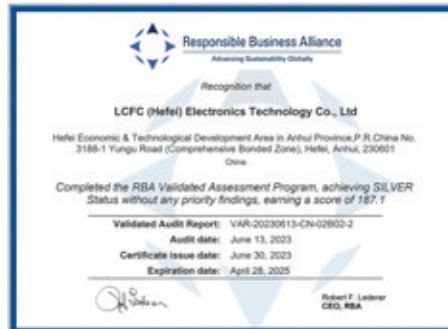 Responsible Business Alliance
Advancing Sustainability Globally
Recognition that
LCFC (Hefei) Electronics Technology Co., Ltd
Hefei Economic & Technological Development Area in Anhui Province,P.R.China No.
3188-1 Yungu Road (Comprehensive Bonded Zone), Hefei, Anhui, 230601
China
Completed the RBA Validated Assessment Program, achieving SILVER
Status without any priority findings, earning a score of 187.1
Validated Audit Report: VAR-20230613-CN-02B02-2
Audit date: June 13, 2023
Certificate issue date: June 30, 2023
Expiration date: April 28, 2025
Robert F. Lederer
CEO, RBA